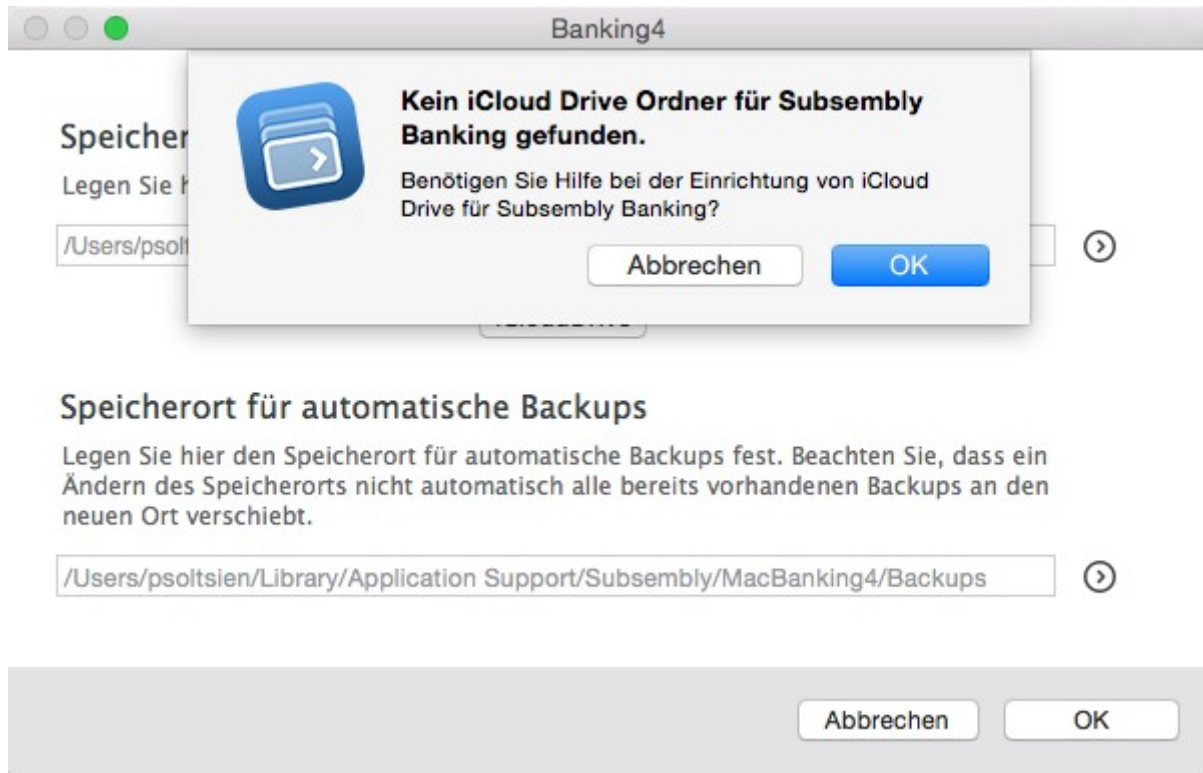 Banking4
Kein iCloud Drive Ordner für Subsembly
Banking gefunden.
Benötigen Sie Hilfe bei der Einrichtung von iCloud
Drive für Subsembly Banking?
Abbrechen
OK
Legen Sie
/Users/
Speicherort für automatische Backups
Legen Sie hier den Speicherort für automatische Backups fest. Beachten Sie, dass ein
Ändern des Speicherorts nicht automatisch alle bereits vorhandenen Backups an den
neuen Ort verschiebt.
/Users/psoltsien/Library/Application Support/Subsembly/MacBanking4/Backups
Abbrechen
OK